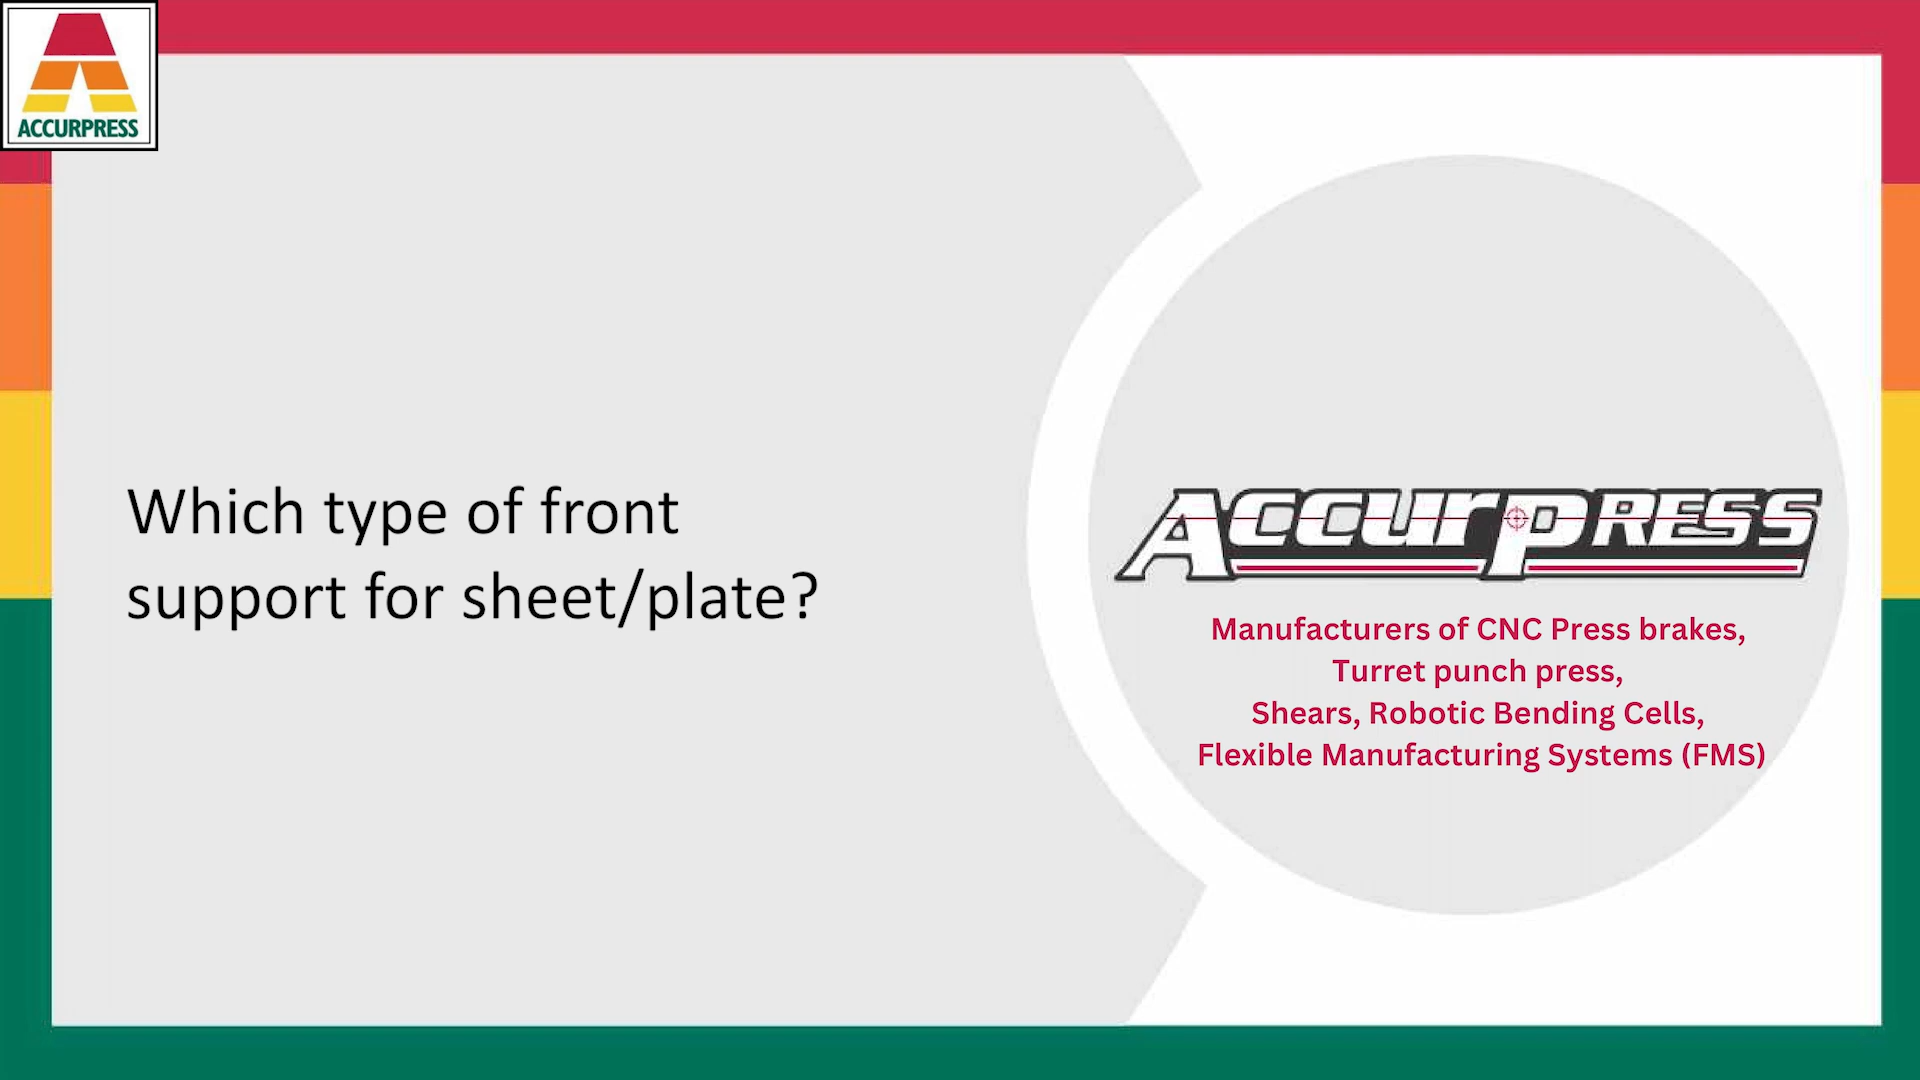 ACCURPRESS
Which type of front
support for sheet/plate?
ACCURPRESS
Manufacturers of CNC Press brakes,
Turret punch press,
Shears, Robotic Bending Cells,
Flexible Manufacturing Systems (FMS)